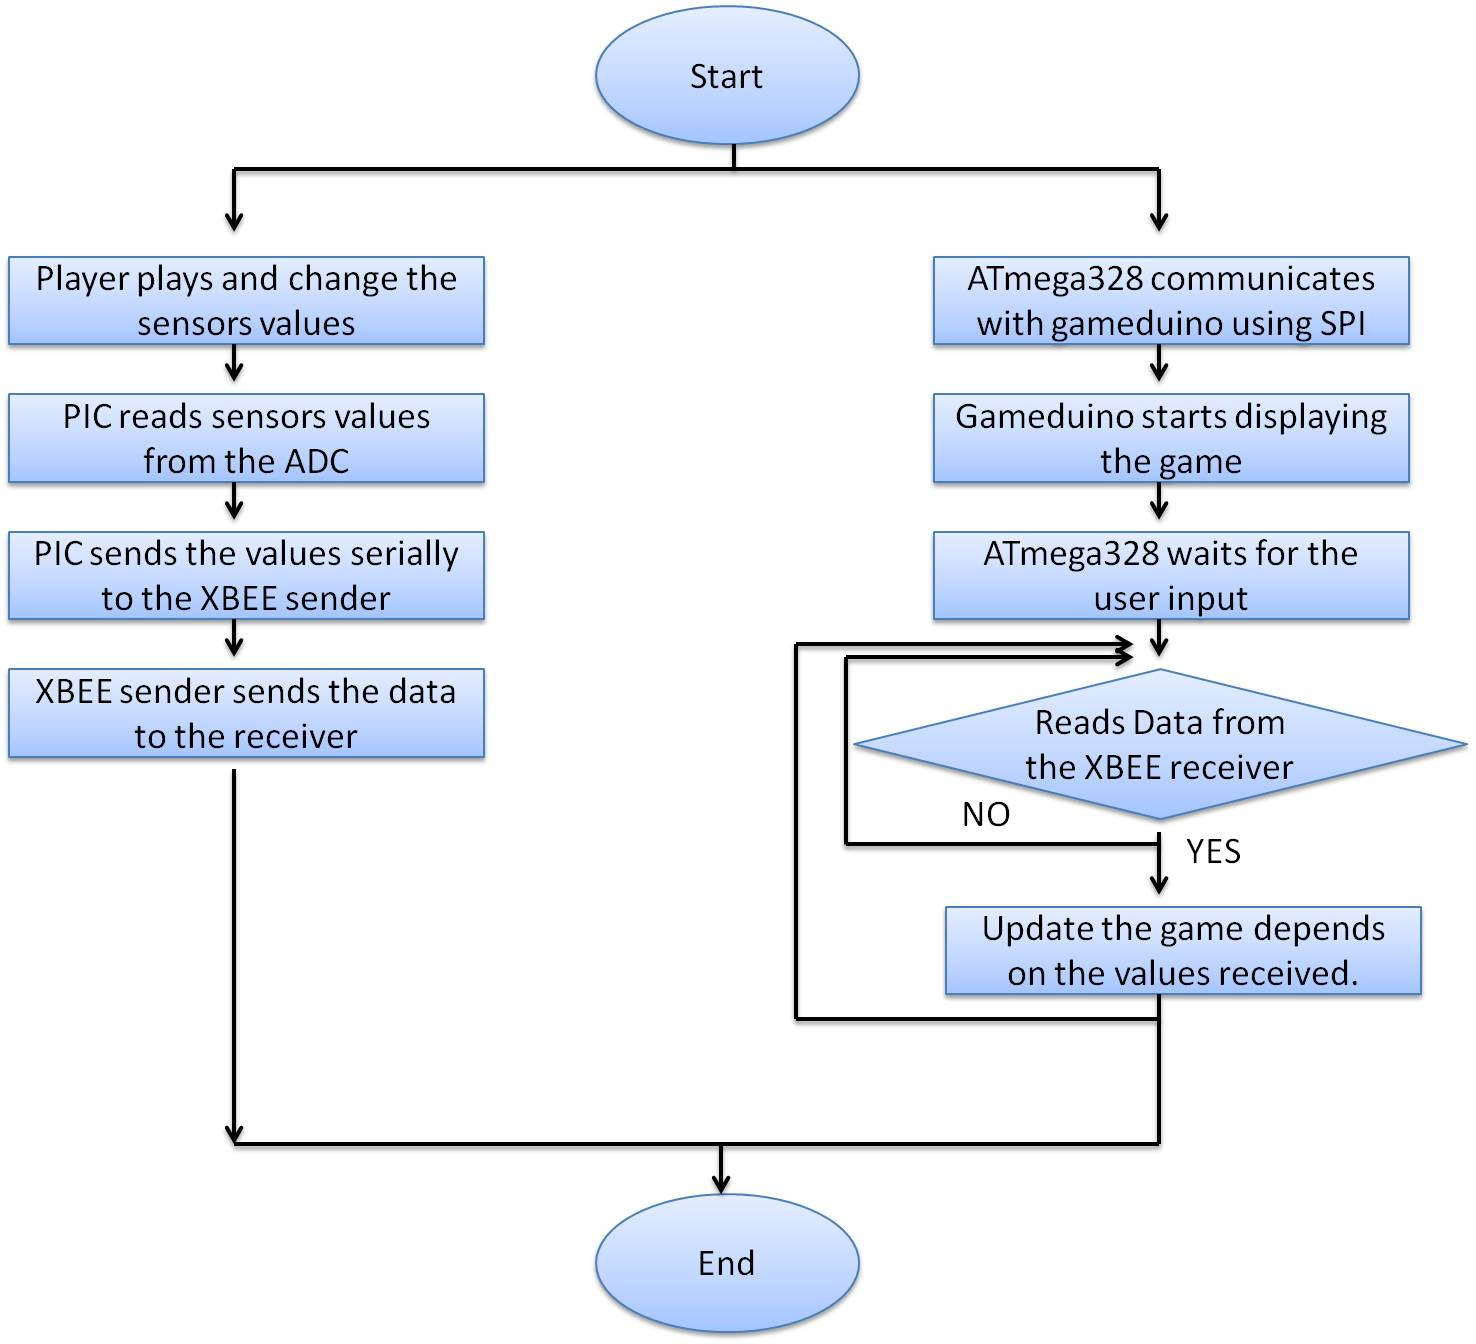 Start
Player plays and change the
sensors values
PIC reads sensors values
from the ADC
PIC sends the values serially
to the XBEE sender
XBEE sender sends the data
to the receiver
ATmega328 communicates
with gameduino using SPI
Gameduino starts displaying
the game
ATmega328 waits for the
user input
Reads Data from
the XBEE receiver
NO
YES
Update the game depends
on the values received.
End